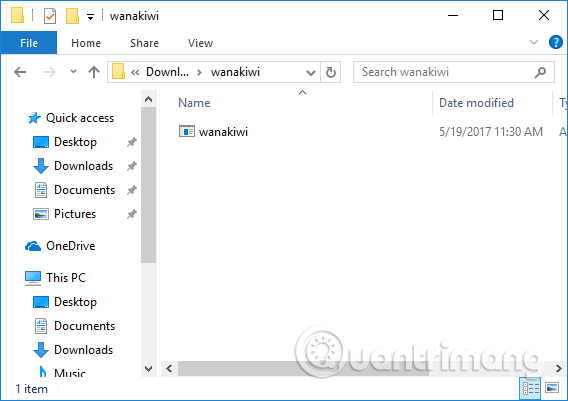 wanakiwi
File Home Share View
« Downl... › wanakiwi Search wanakiwi
Name Date modified Ty
Quick access
wanakiwi 5/19/2017 11:30 AM A
Desktop
Downloads
Documents
Pictures
OneDrive
This PC
Desktop
Documents
Downloads
Music
1 item
Quantrimang